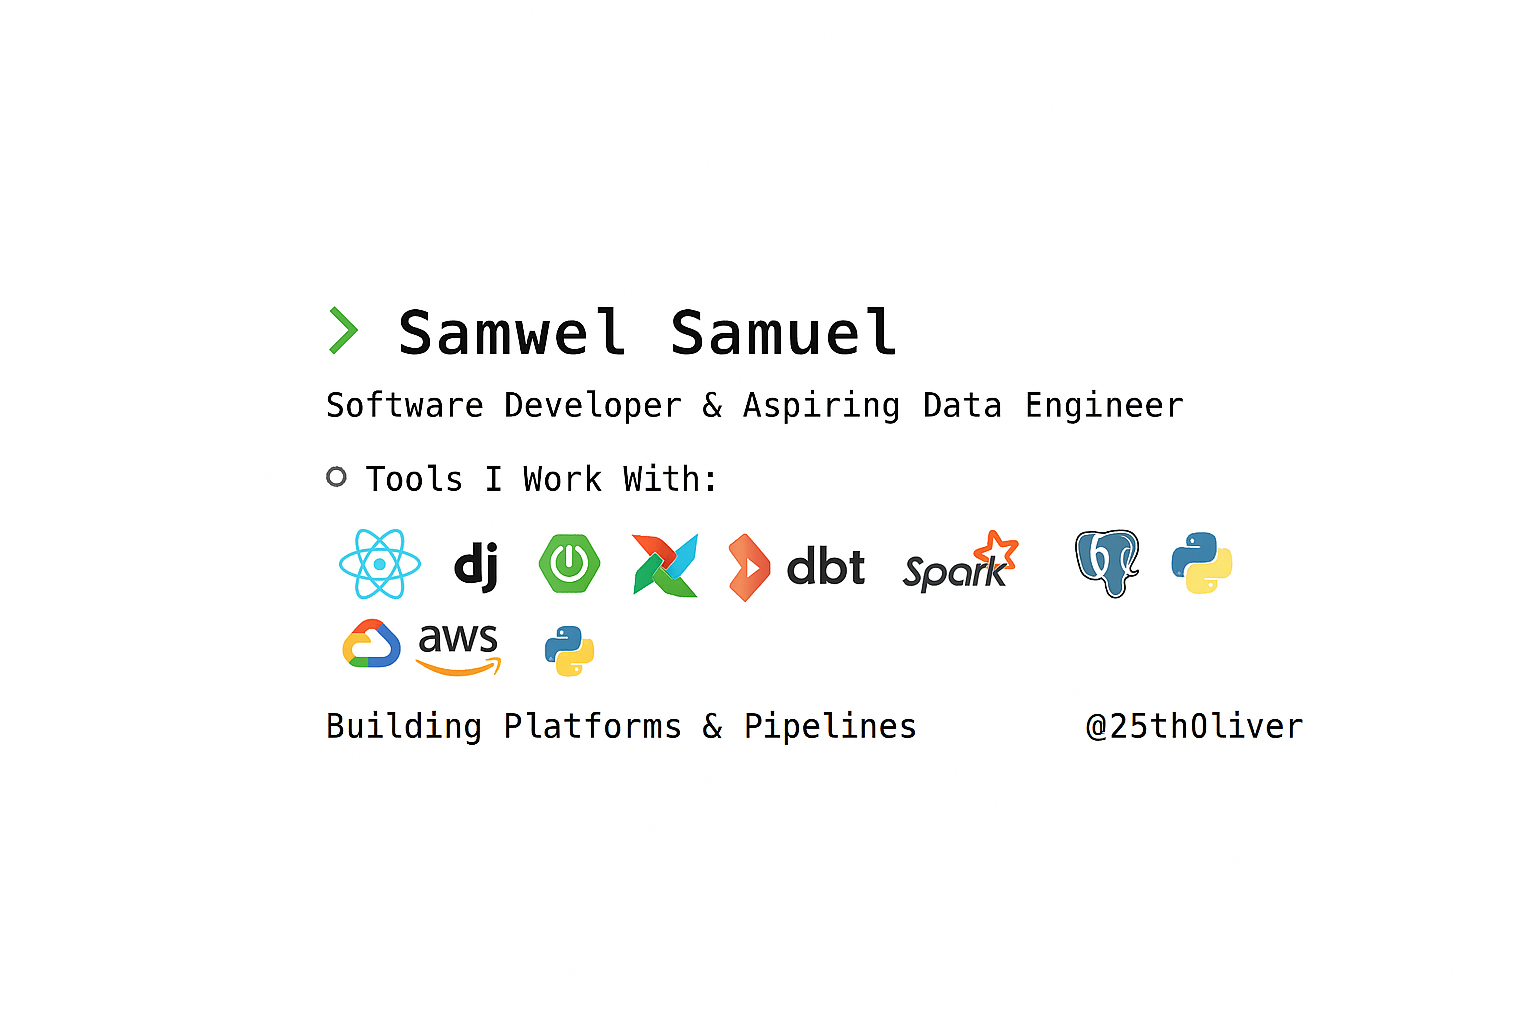 > Samwel Samuel
Software Developer & Aspiring Data Engineer
Tools I Work With:
dj dbt Spark
aws
Building Platforms & Pipelines @25thOliver